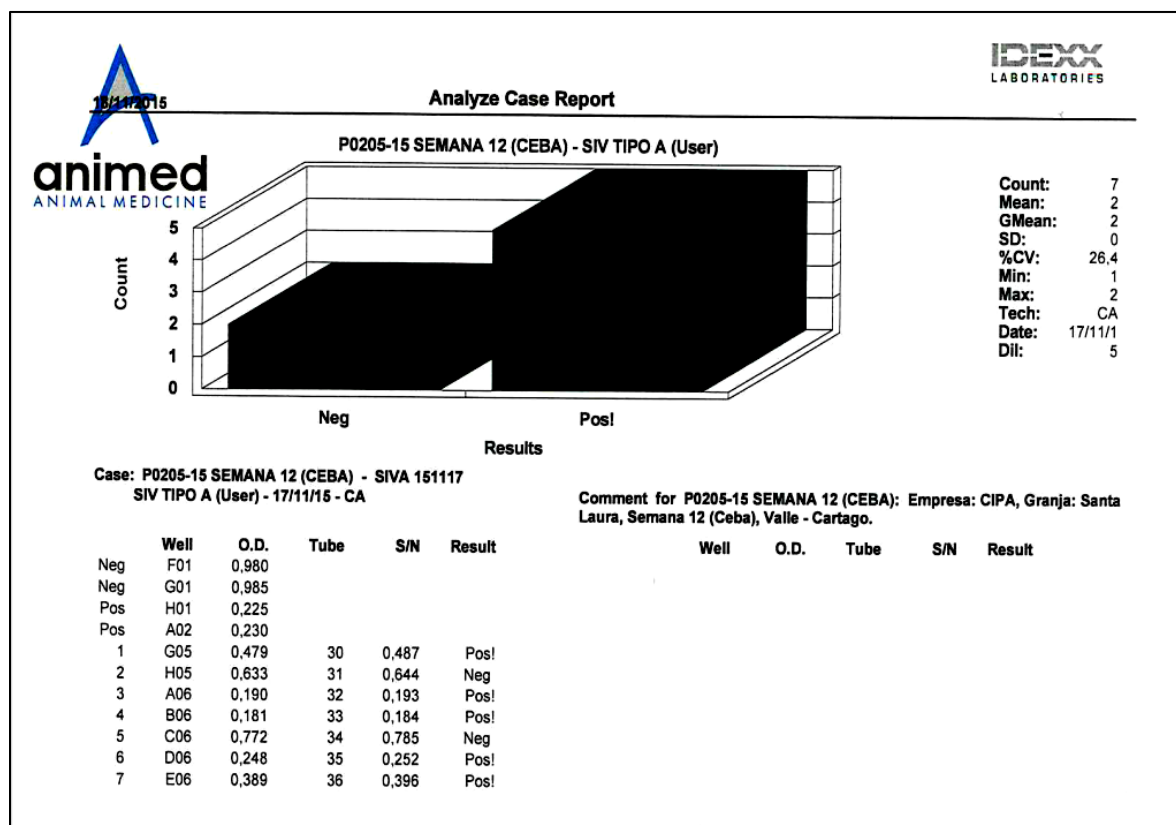 IDEXX
LABORATORIES
Analyze Case Report
animed
ANIMAL MEDICINE
P0205-15 SEMANA 12 (CEBA) - SIV TIPO A (User)
5
4
3
2
1
0
Count
Neg Pos!
Results
Count: 7
Mean: 2
GMean: 2
SD: 0
%CV: 26,4
Min: 1
Max: 2
Tech: CA
Date: 17/11/1
Dil: 5
Case: P0205-15 SEMANA 12 (CEBA) - SIVA 151117
SIV TIPO A (User) - 17/11/15 - CA
Well O.D. Tube S/N Result
Neg F01 0,980
Neg G01 0,985
Pos H01 0,225
Pos A02 0,230
1 G05 0,479 30 0,487 Pos!
2 H05 0,633 31 0,644 Neg
3 A06 0,190 32 0,193 Pos!
4 B06 0,181 33 0,184 Pos!
5 C06 0,772 34 0,785 Neg
6 D06 0,248 35 0,252 Pos!
7 E06 0,389 36 0,396 Pos!
Comment for P0205-15 SEMANA 12 (CEBA): Empresa: CIPA, Granja: Santa
Laura, Semana 12 (Ceba), Valle - Cartago.
Well O.D. Tube S/N Result